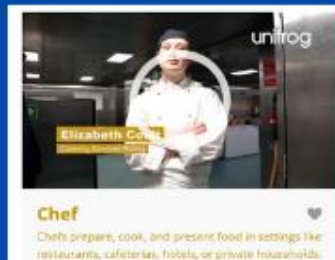 unifrog
Elizabeth
Chef
Chefs prepare, cook, and present food in settings like
restaurants, cafeterias, hotels, or private households.